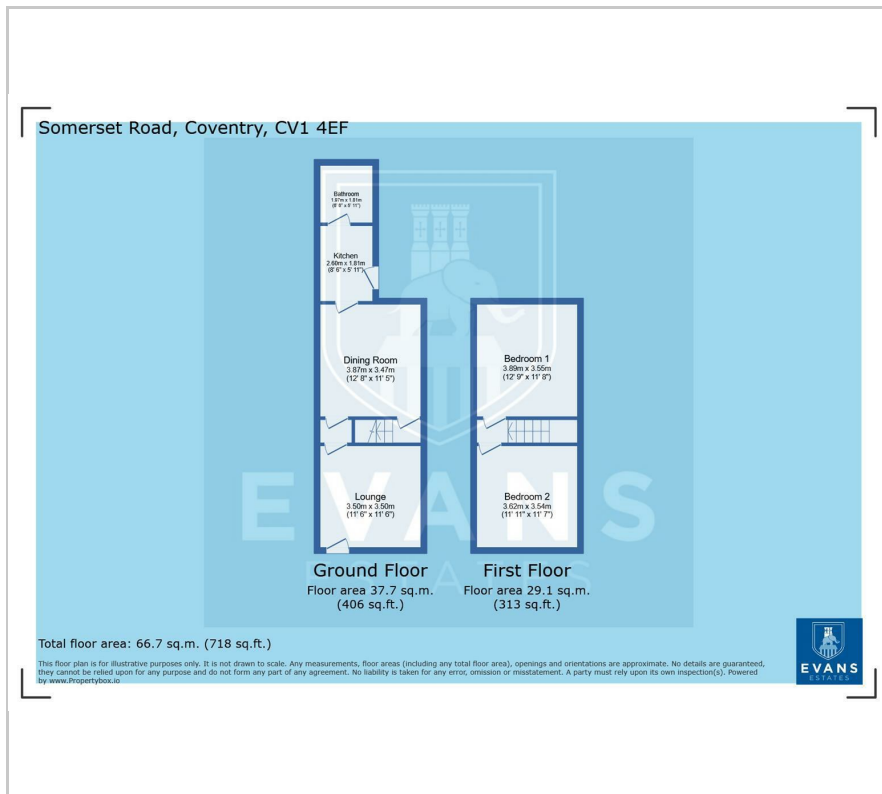 Somerset Road, Coventry, CV1 4EF
Bathroom
1.97m x 1.81m
Kitchen
2.60m x 1.81m
(8' 6" x 5' 11")
Dining Room
3.87m x 3.47m
(12' 8" x 11' 5")
Lounge
3.50m x 3.50m
(11' 6" x 11' 6")
Ground Floor
Floor area 37.7 sq.m.
(406 sq.ft.)
Bedroom 1
3.89m x 3.55m
(12' 9" x 11' 8")
Bedroom 2
3.62m x 3.54m
(11' 11" x 11' 7")
First Floor
Floor area 29.1 sq.m.
(313 sq.ft.)
EVANS
ESTATES
Total floor area: 66.7 sq.m. (718 sq.ft.)
This floor plan is for illustrative purposes only. It is not drawn to scale. Any measurements, floor areas (including any total floor area), openings and orientations are approximate. No details are guaranteed,
they cannot be relied upon for any purpose and do not form any part of any agreement. No liability is taken for any error, omission or misstatement. A party must rely upon its own inspection(s). Powered
by www.Propertybox.io
EVANS
ESTATES